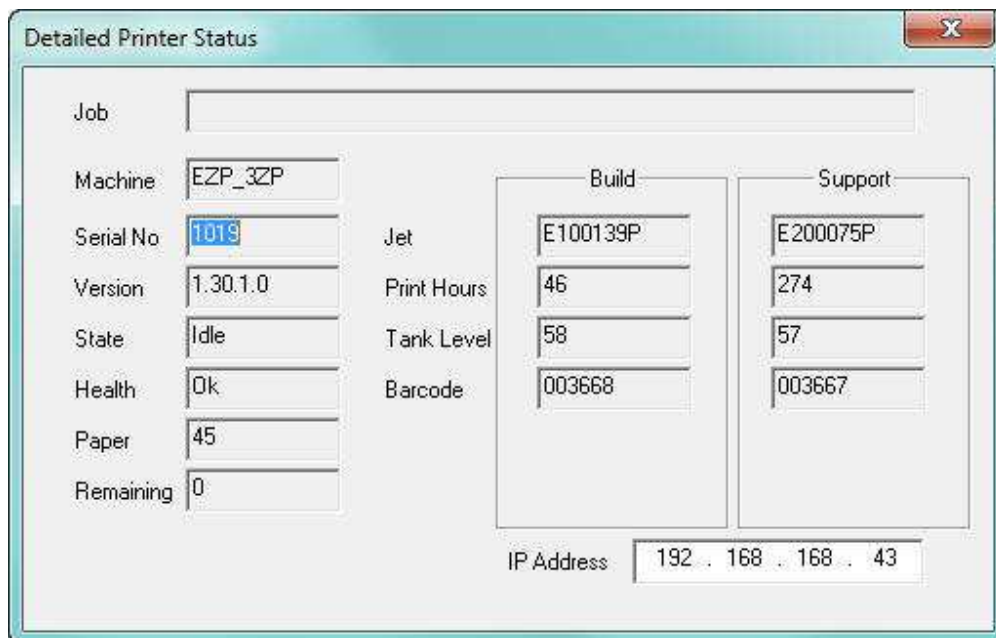 Detailed Printer Status
Job
Machine EZP_3ZP Build Support
Serial No 1019 Jet E100139P E200075P
Version 1.30.1.0 Print Hours 46 274
State Idle Tank Level 58 57
Health Ok Barcode 003668 003667
Paper 45
Remaining 0
IP Address 192 . 168 . 168 . 43